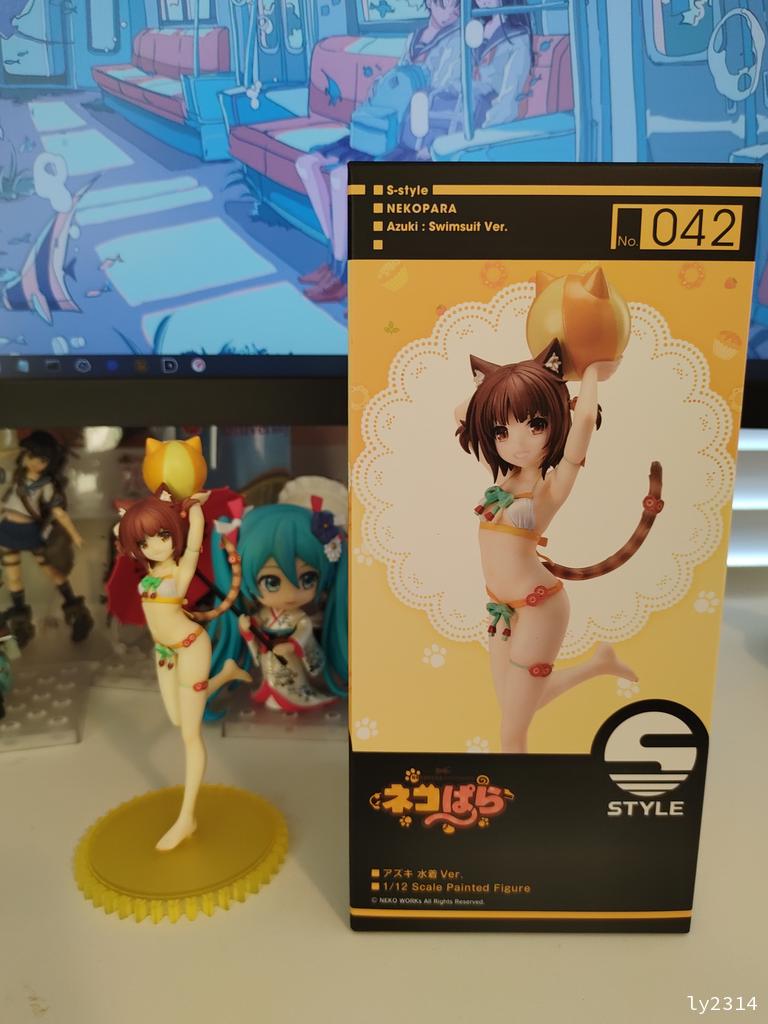 S-style
NEKOPARA
Azuki : Swimsuit Ver.
No. 042
STYLE
ネコぱら
アズキ 水着 Ver.
1/12 Scale Painted Figure
© NEKO WORKs All Rights Reserved.
ly2314